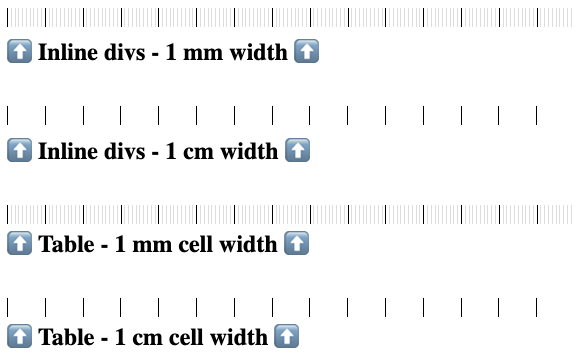 ⬆️ Inline divs - 1 mm width ⬆️
⬆️ Inline divs - 1 cm width ⬆️
⬆️ Table - 1 mm cell width ⬆️
⬆️ Table - 1 cm cell width ⬆️